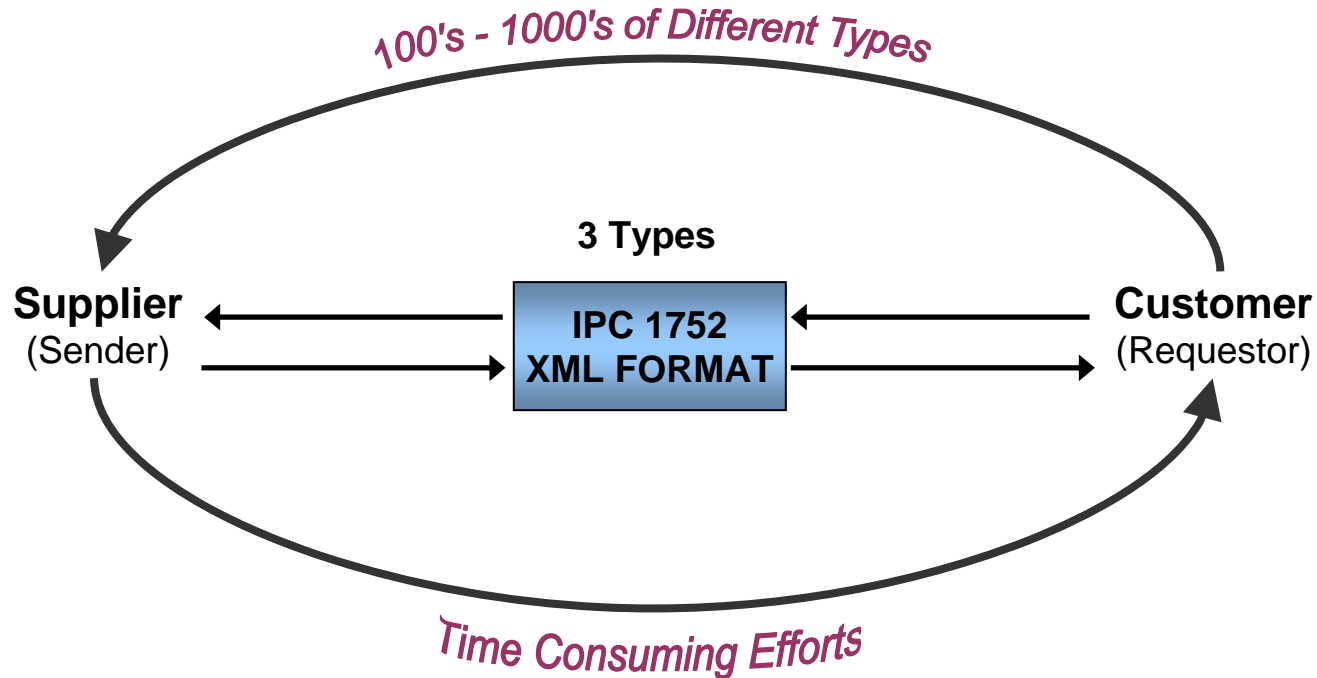 100's - 1000's of Different Types
3 Types
Supplier
(Sender)
IPC 1752
XML FORMAT
Customer
(Requestor)
Time Consuming Efforts